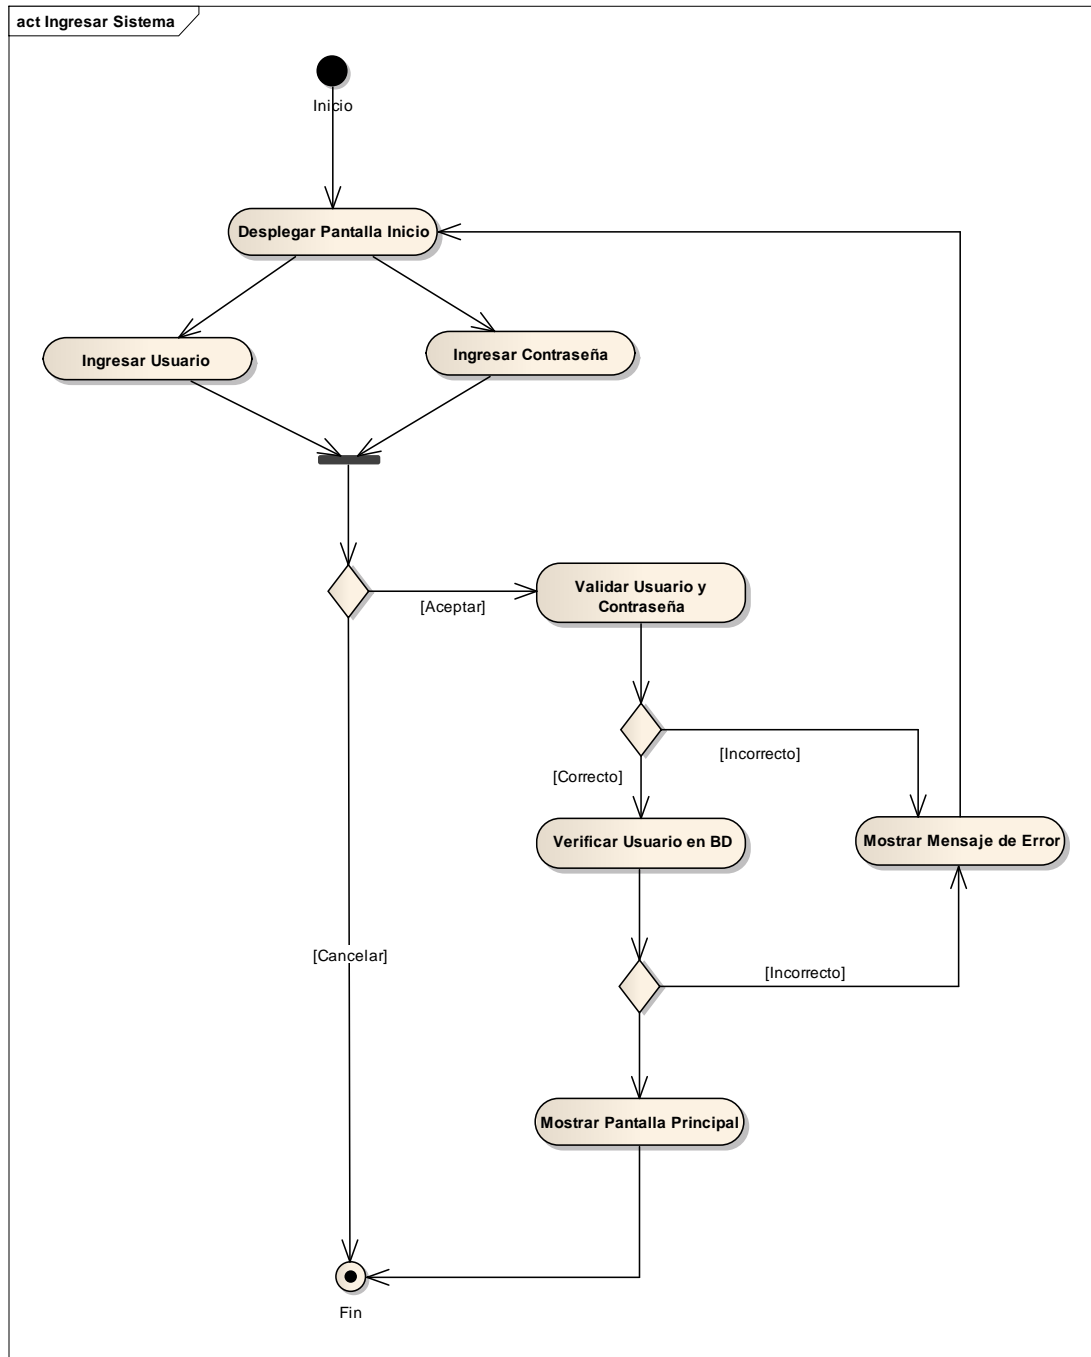 act Ingresar Sistema
Inicio
Desplegar Pantalla Inicio
Ingresar Usuario
Ingresar Contraseña
[Aceptar]
Validar Usuario y
Contraseña
[Incorrecto]
[Correcto]
Verificar Usuario en BD
Mostrar Mensaje de Error
[Cancelar]
[Incorrecto]
Mostrar Pantalla Principal
Fin